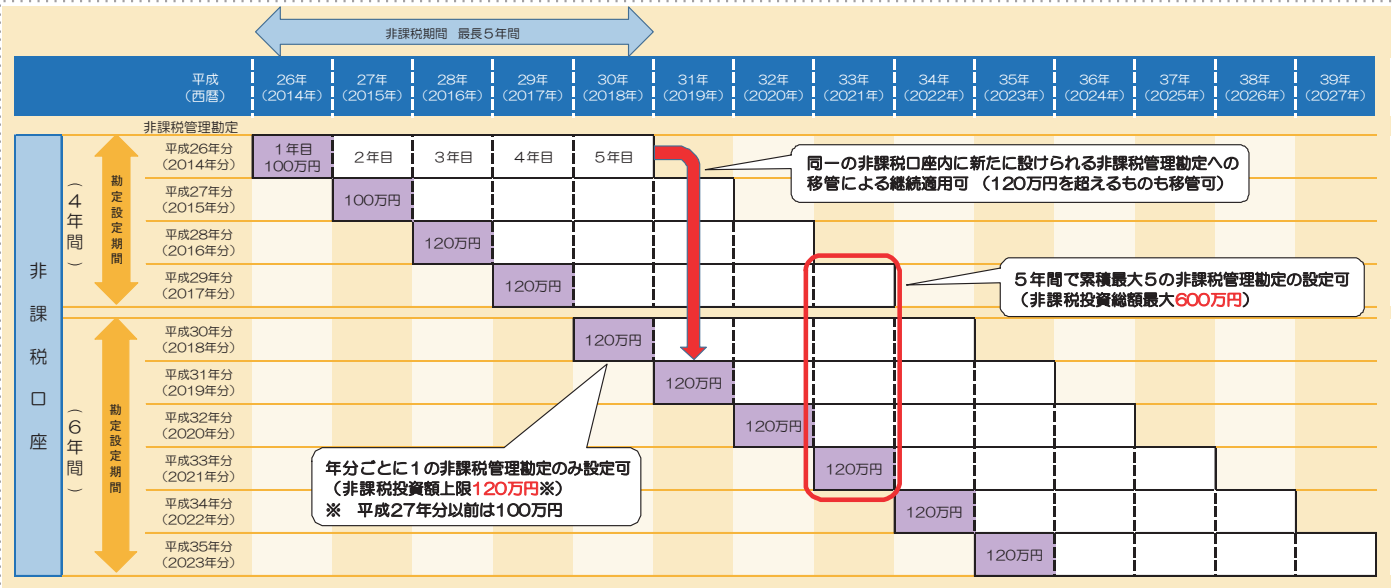 非課税期間 最長5年間
平成
(西暦)
26年
(2014年)
27年
(2015年)
28年
(2016年)
29年
(2017年)
30年
(2018年)
31年
(2019年)
32年
(2020年)
33年
(2021年)
34年
(2022年)
35年
(2023年)
36年
(2024年)
37年
(2025年)
38年
(2026年)
39年
(2027年)
非課税口座
非課税管理勘定
(4年間)
勘定設定期間
平成26年分
(2014年分)
1年目
100万円
2年目
3年目
4年目
5年目
同一の非課税口座内に新たに設けられる非課税管理勘定への
移管による継続適用可 (120万円を超えるものも移管可)
平成27年分
(2015年分)
100万円
平成28年分
(2016年分)
120万円
平成29年分
(2017年分)
120万円
5年間で累積最大5の非課税管理勘定の設定可
(非課税投資総額最大600万円)
(6年間)
勘定設定期間
平成30年分
(2018年分)
120万円
平成31年分
(2019年分)
120万円
平成32年分
(2020年分)
120万円
平成33年分
(2021年分)
120万円
年分ごとに1の非課税管理勘定のみ設定可
(非課税投資額上限120万円※)
※ 平成27年分以前は100万円
平成34年分
(2022年分)
120万円
平成35年分
(2023年分)
120万円